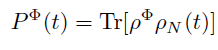 P^Φ(t) = Tr[ρ^Φ ρ_N(t)]